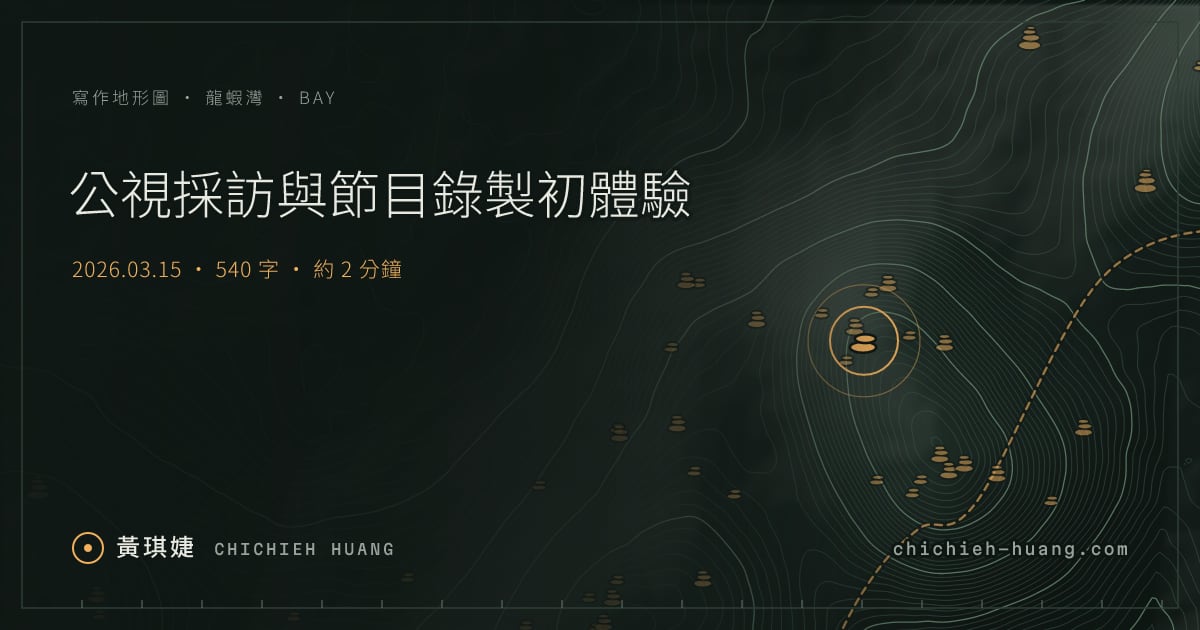 寫作地形圖 · 龍蝦灣 · BAY
公視採訪與節目錄製初體驗
2026.03.15 · 540 字 · 約 2 分鐘
黃琪婕 CHICHIEH HUANG
chichieh-huang.com